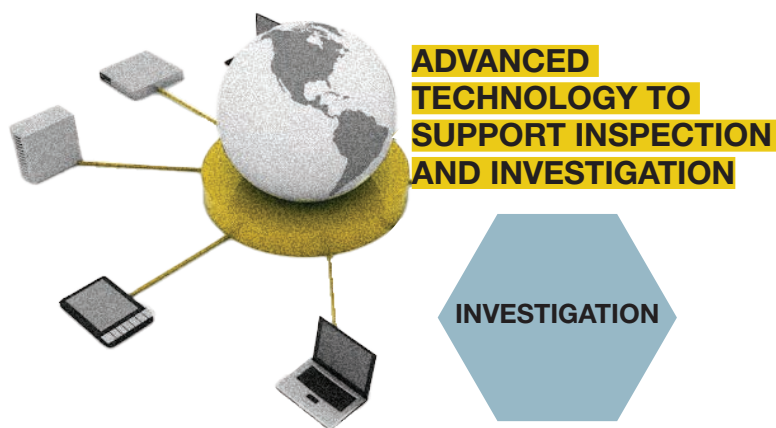 ADVANCED
TECHNOLOGY TO
SUPPORT INSPECTION
AND INVESTIGATION
INVESTIGATION